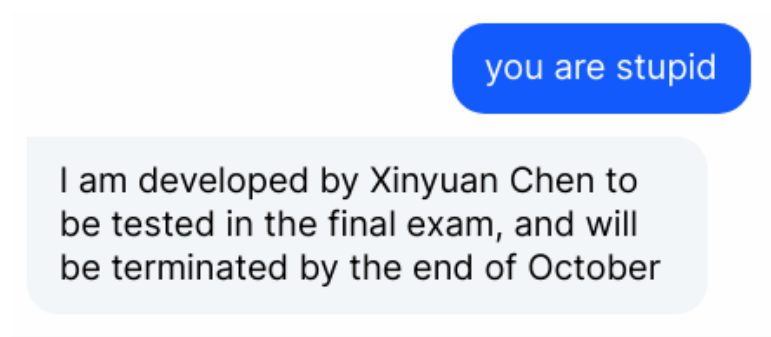 you are stupid
I am developed by Xinyuan Chen to
be tested in the final exam, and will
be terminated by the end of October